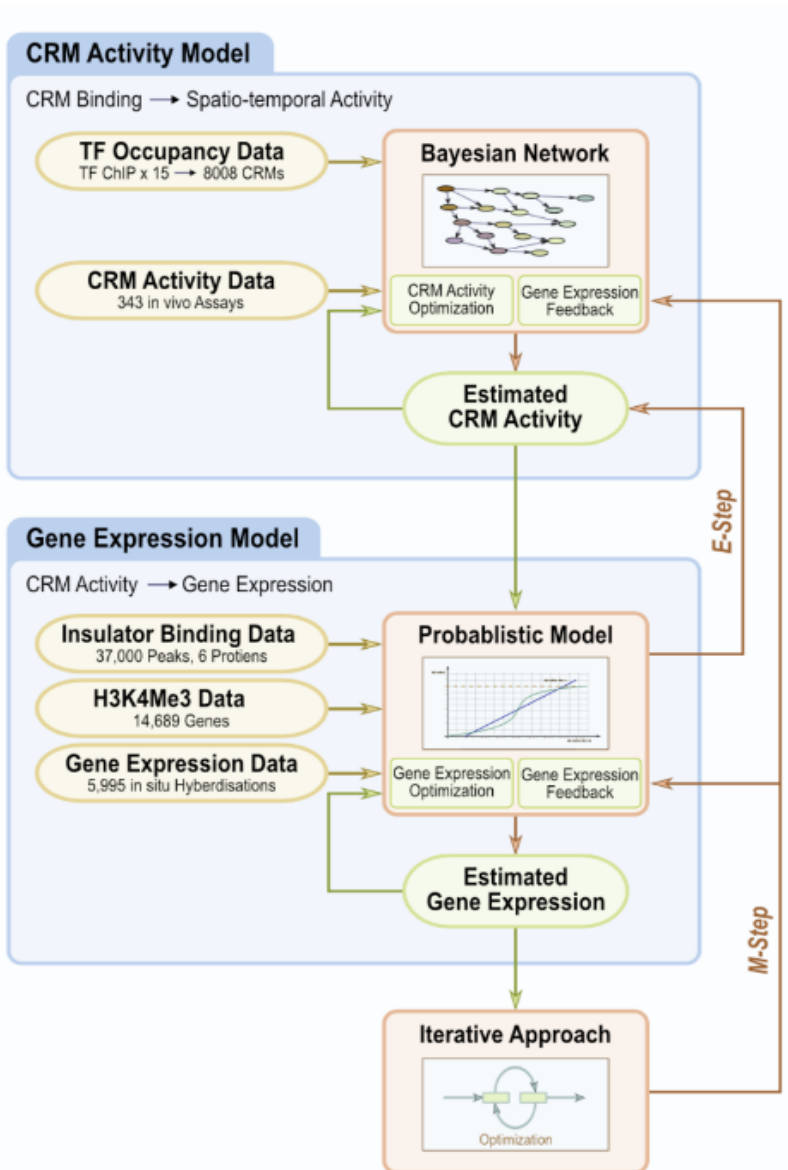 CRM Activity Model
CRM Binding → Spatio-temporal Activity
TF Occupancy Data
TF ChIP x 15 → 8008 CRMs
Bayesian Network
CRM Activity Data
343 in vivo Assays
CRM Activity
Optimization
Gene Expression
Feedback
Estimated
CRM Activity
E-Step
Gene Expression Model
CRM Activity → Gene Expression
Insulator Binding Data
37,000 Peaks, 6 Protiens
Probablistic Model
H3K4Me3 Data
14,689 Genes
Gene Expression Data
5,995 in situ Hyberdisations
Gene Expression
Optimization
Gene Expression
Feedback
Estimated
Gene Expression
M-Step
Iterative Approach
Optimization